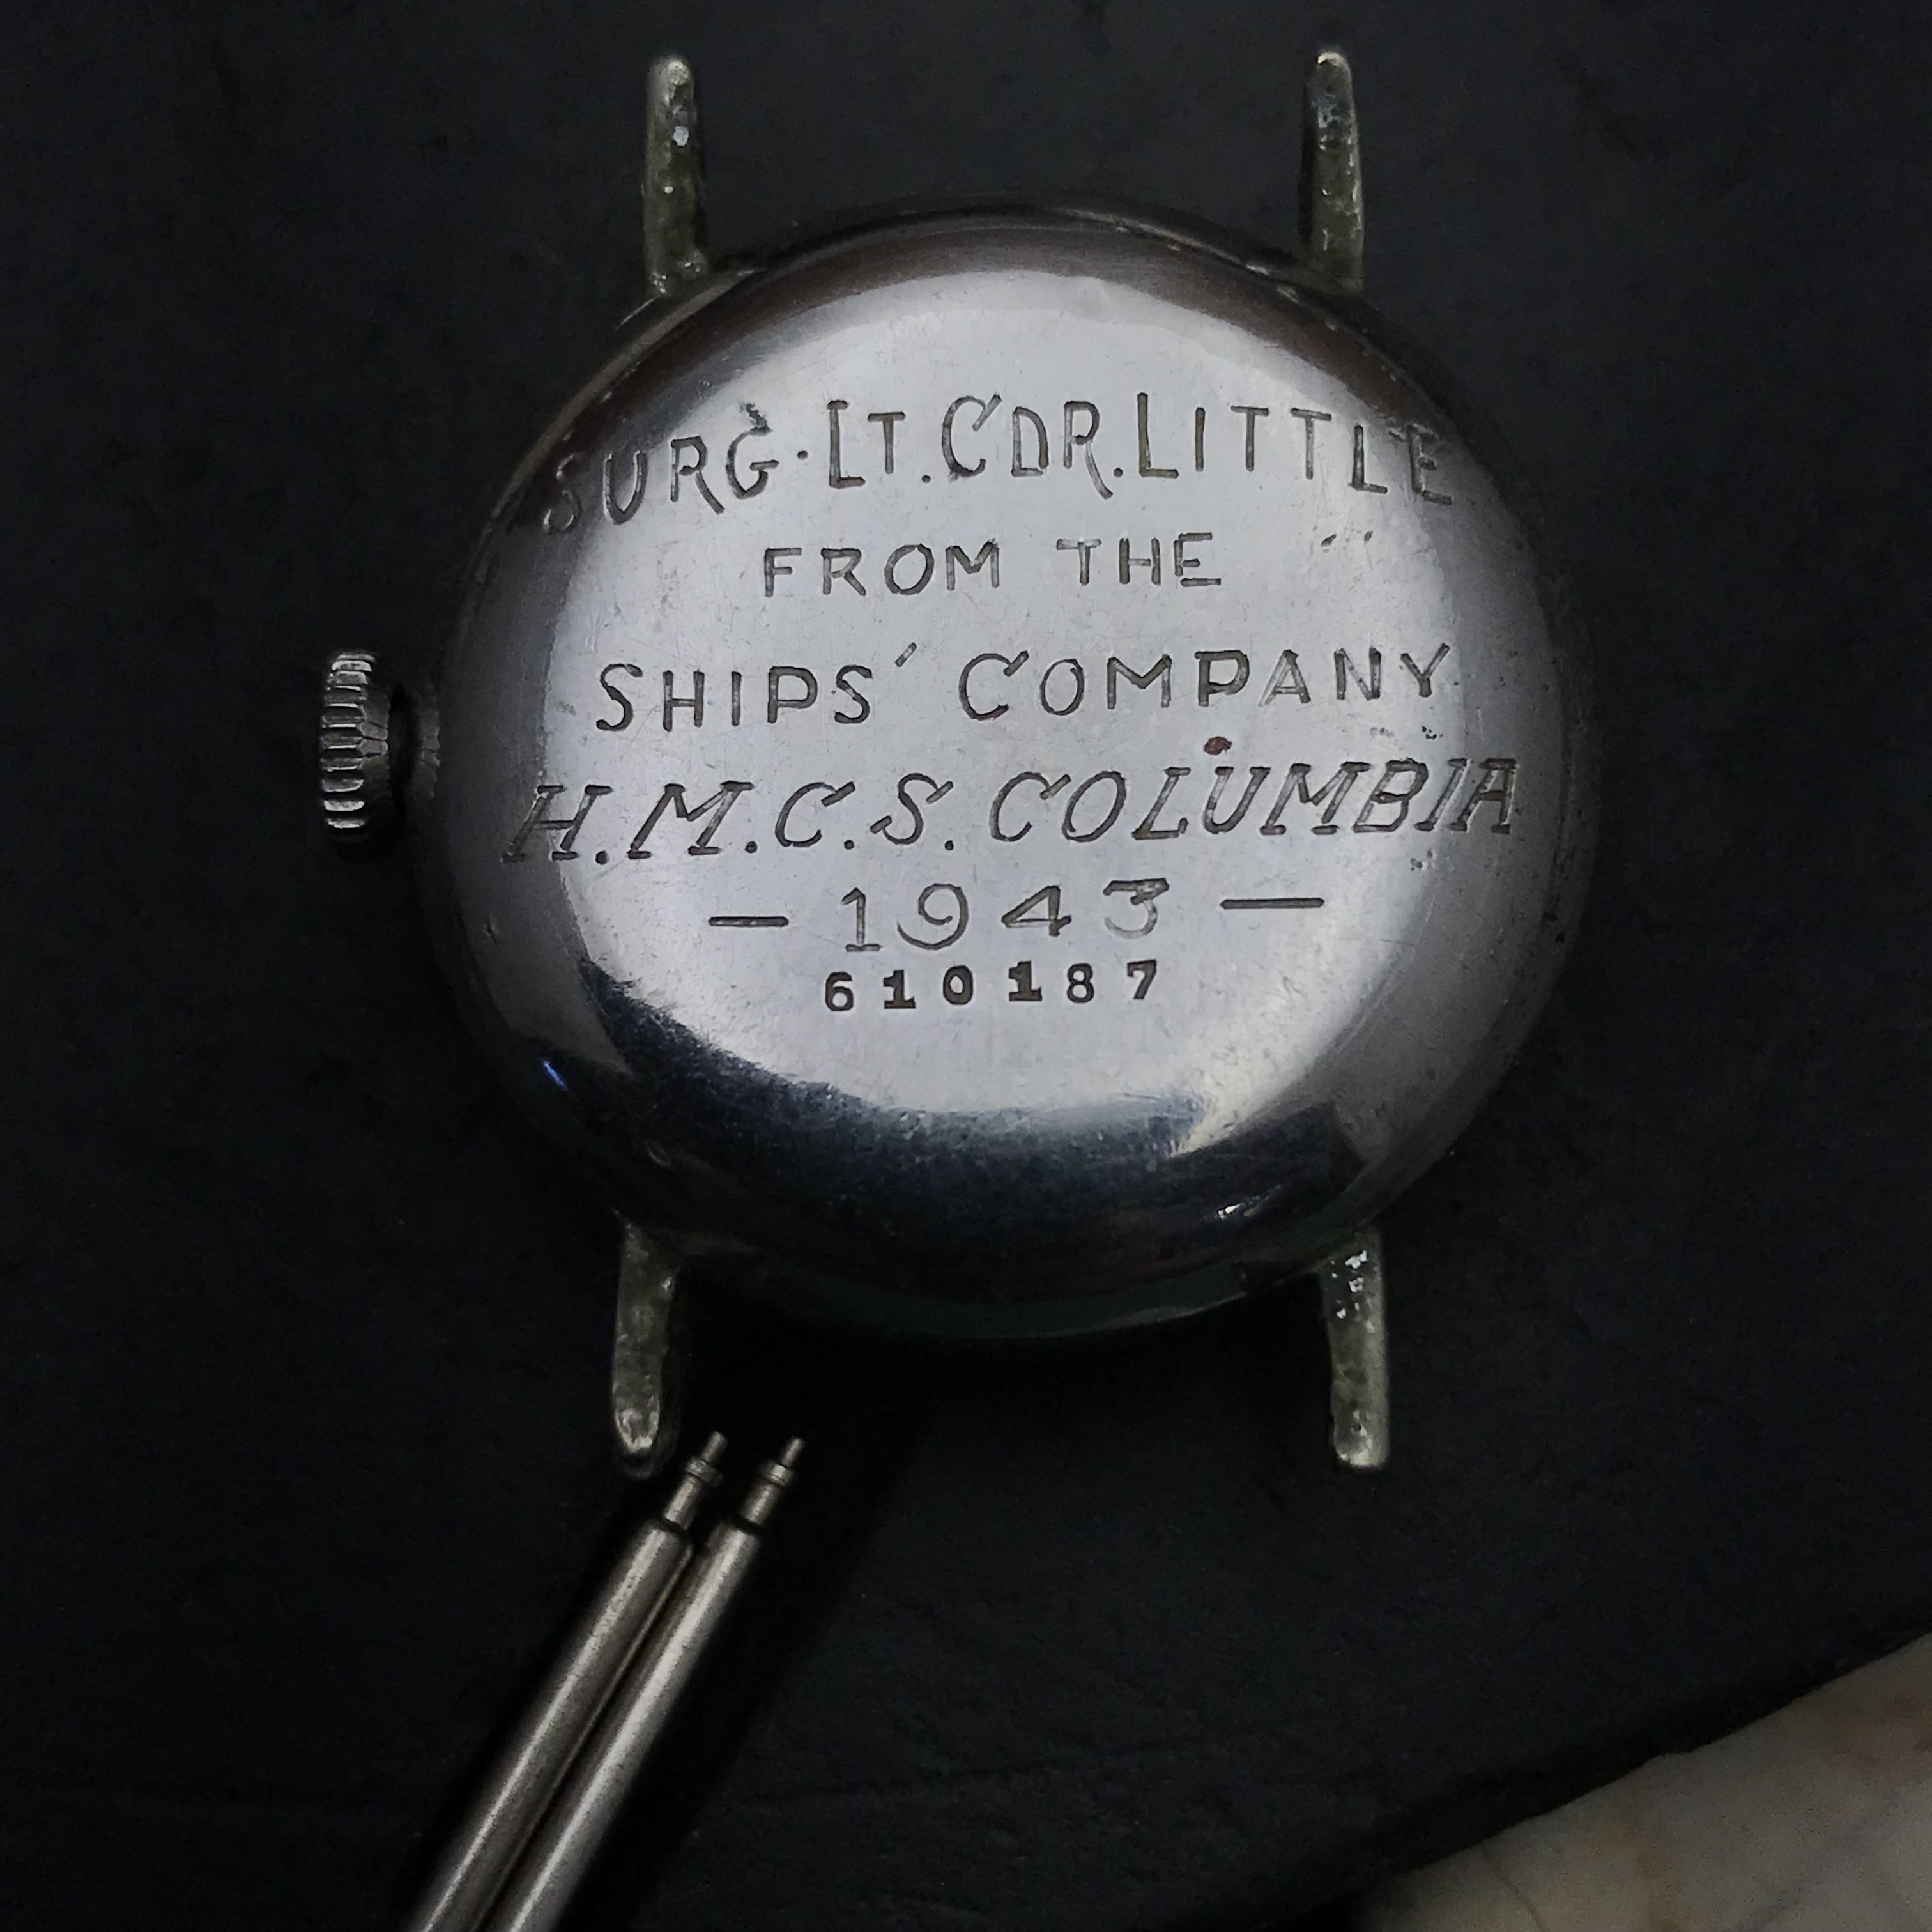 SURG. LT. CDR. LITTLE
FROM THE
SHIPS' COMPANY
H.M.C.S. COLUMBIA
— 1943 —
610187